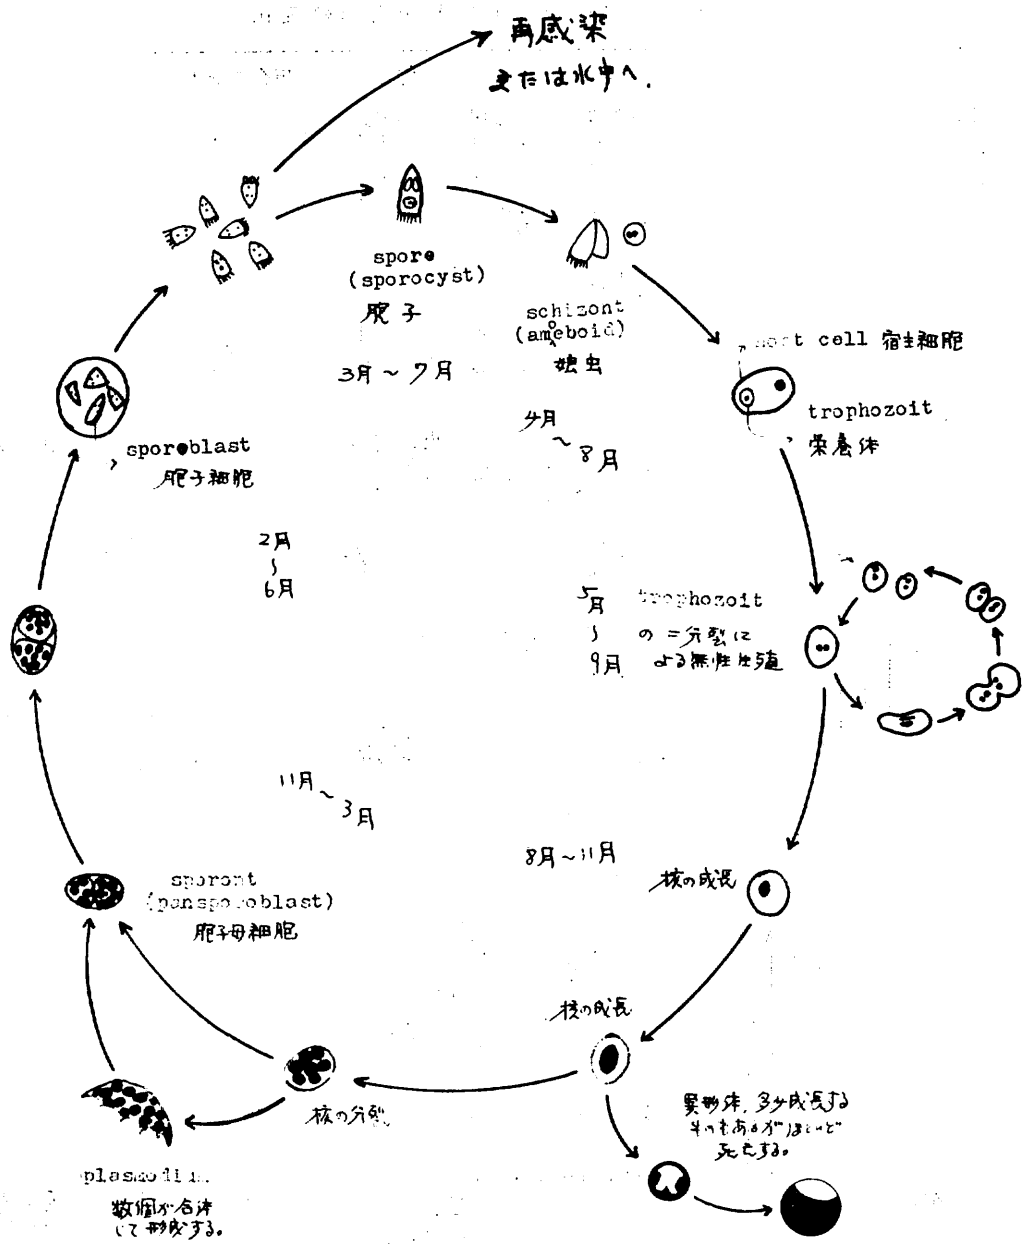 再感染
または水中へ.
spore
(sporocyst)
胞子
3月～7月
schizont
(amoeboid)
娘虫
4月
～
8月
host cell 宿主細胞
trophozoit
栄養体
sporoblast
胞子細胞
2月
～
6月
5月
～
9月
trophozoit
の二分裂に
よる無性生殖
11月～3月
8月～11月
核の成長
sporont
(pansporoblast)
胞子母細胞
核の成長
核の分裂
異形体. 多少成長する
ものもあるがほとんど
死亡する。
plasmodium
数個が合体
して形成する。